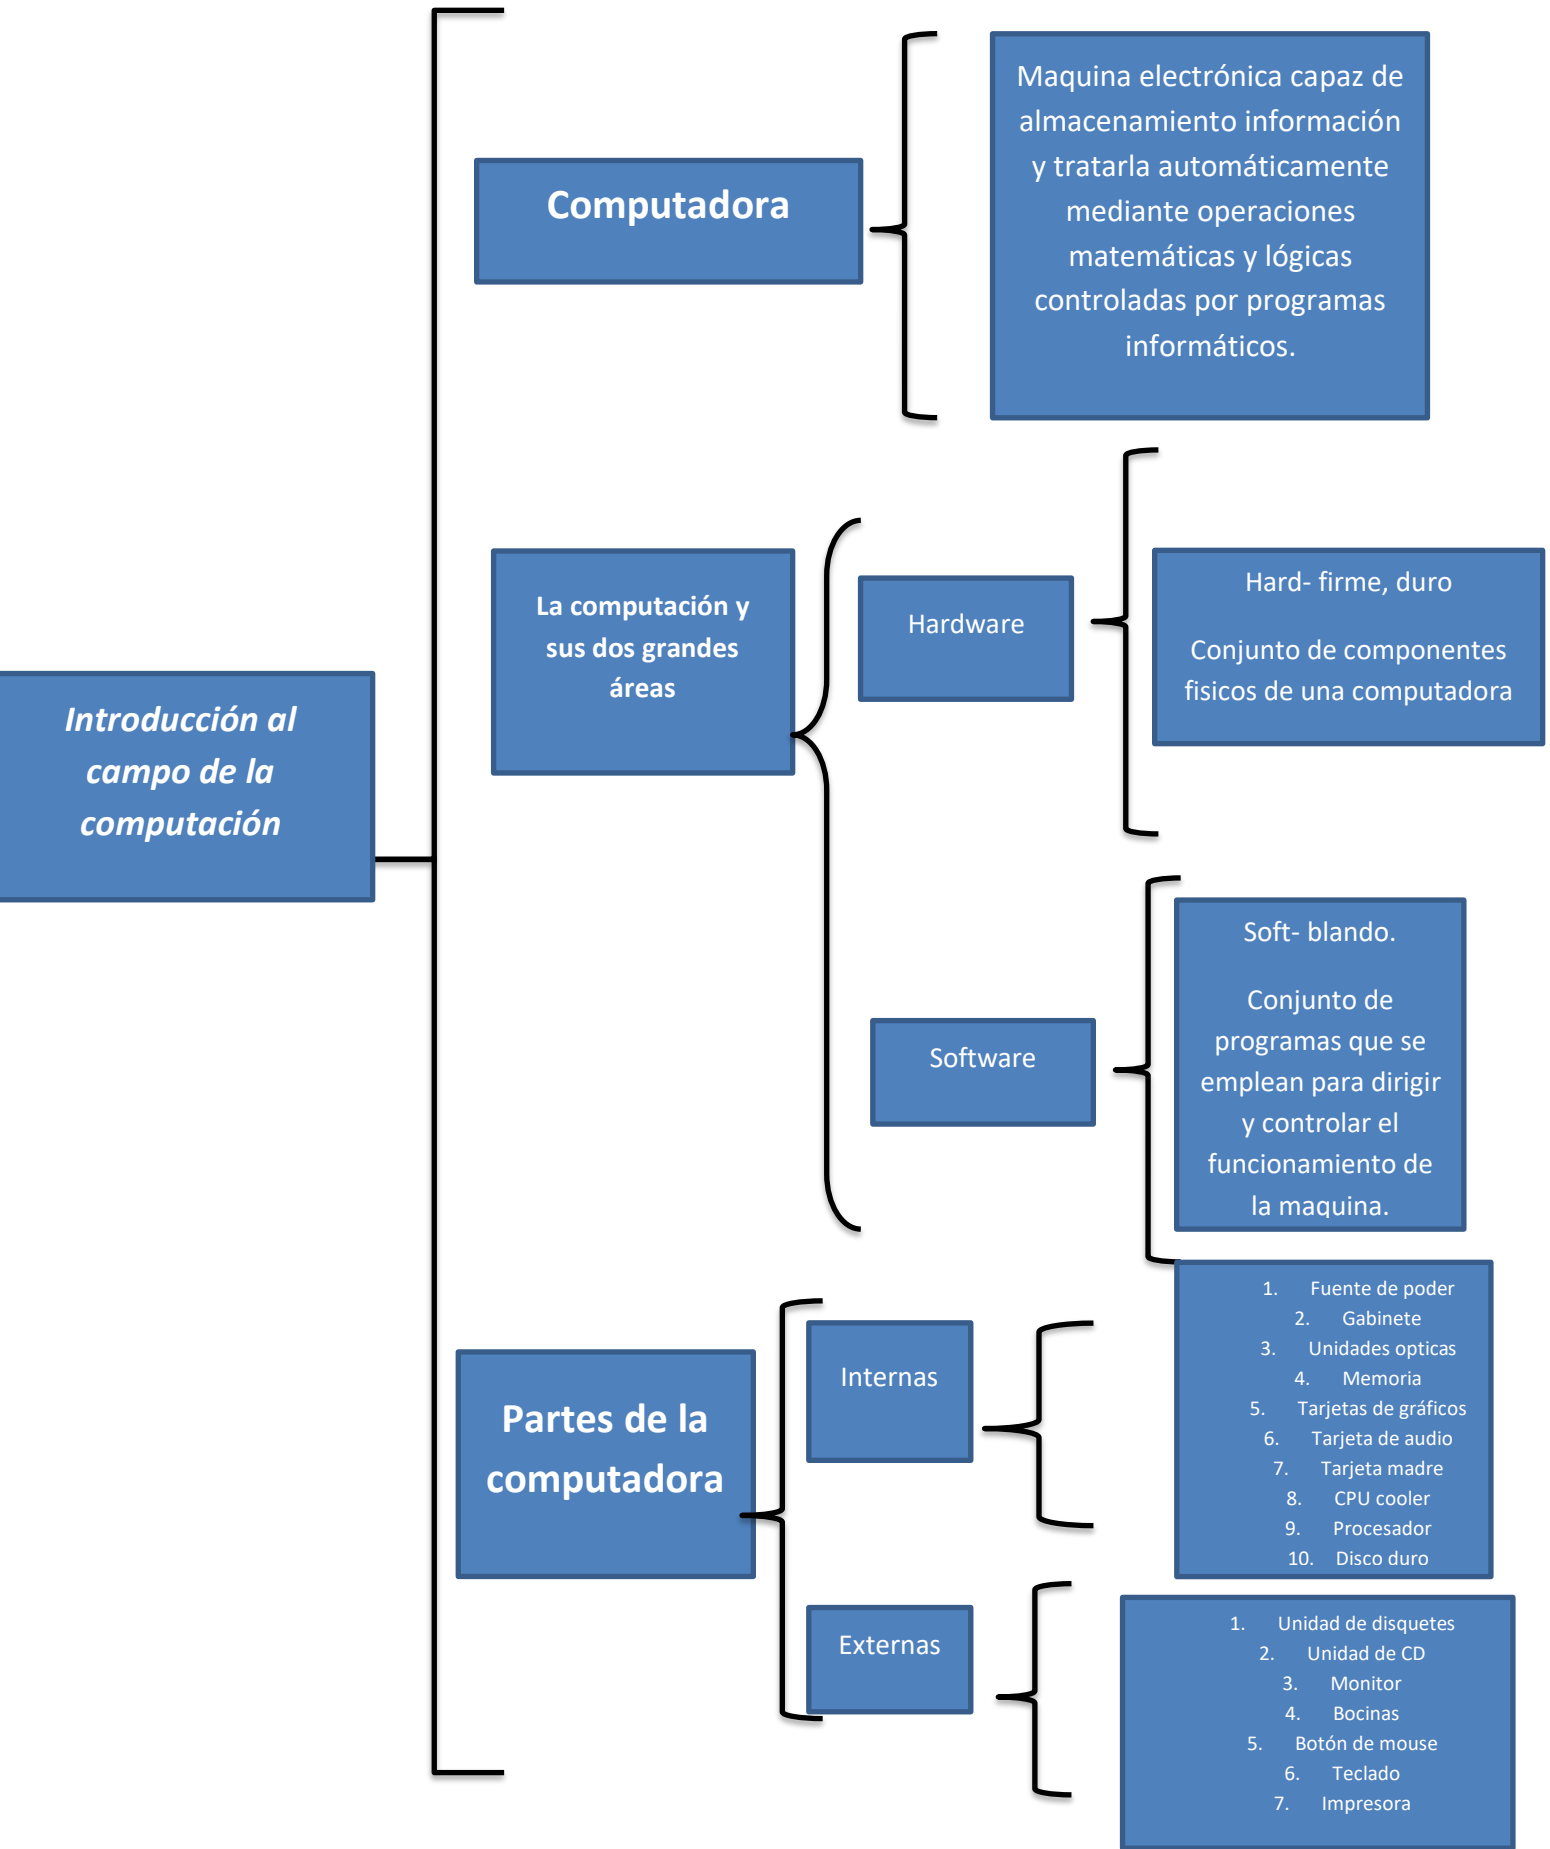 Introducción al
campo de la
computación
Computadora
Maquina electrónica capaz de
almacenamiento información
y tratarla automáticamente
mediante operaciones
matemáticas y lógicas
controladas por programas
informáticos.
La computación y
sus dos grandes
áreas
Hardware
Hard- firme, duro
Conjunto de componentes
fisicos de una computadora
Software
Soft- blando.
Conjunto de
programas que se
emplean para dirigir
y controlar el
funcionamiento de
la maquina.
Partes de la
computadora
Internas
1. Fuente de poder
2. Gabinete
3. Unidades opticas
4. Memoria
5. Tarjetas de gráficos
6. Tarjeta de audio
7. Tarjeta madre
8. CPU cooler
9. Procesador
10. Disco duro
Externas
1. Unidad de disquetes
2. Unidad de CD
3. Monitor
4. Bocinas
5. Botón de mouse
6. Teclado
7. Impresora